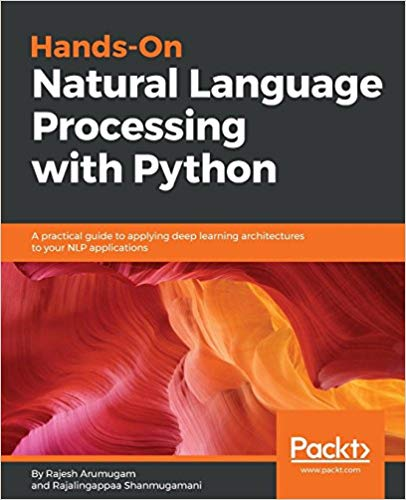 Hands-On
Natural Language
Processing
with Python
A practical guide to applying deep learning architectures
to your NLP applications
Packt>
www.packt.com
By Rajesh Arumugam
and Rajalingappaa Shanmugamani